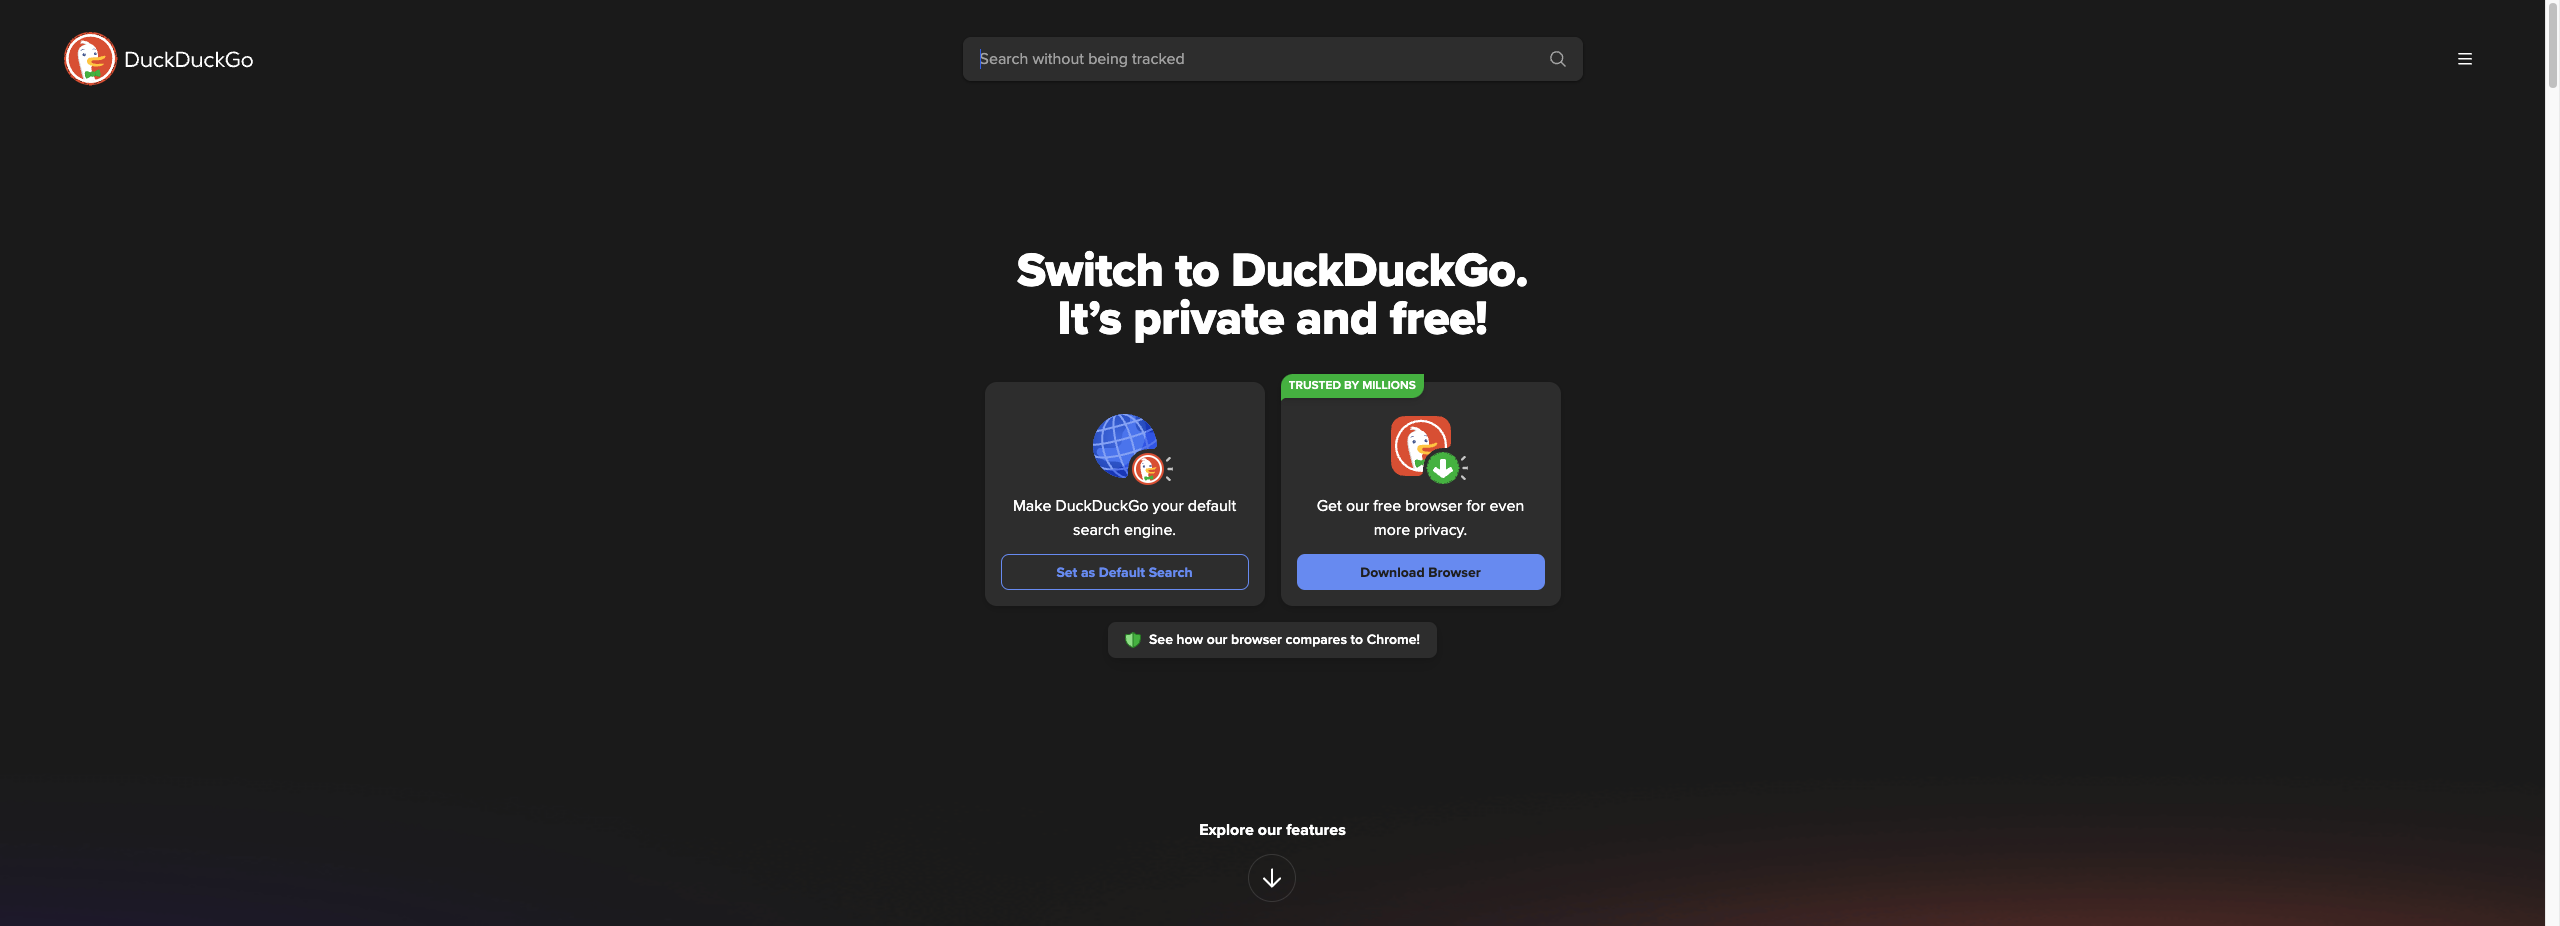 DuckDuckGo
Search without being tracked
Switch to DuckDuckGo.
It’s private and free!
Make DuckDuckGo your default
search engine.
Set as Default Search
TRUSTED BY MILLIONS
Get our free browser for even
more privacy.
Download Browser
See how our browser compares to Chrome!
Explore our features